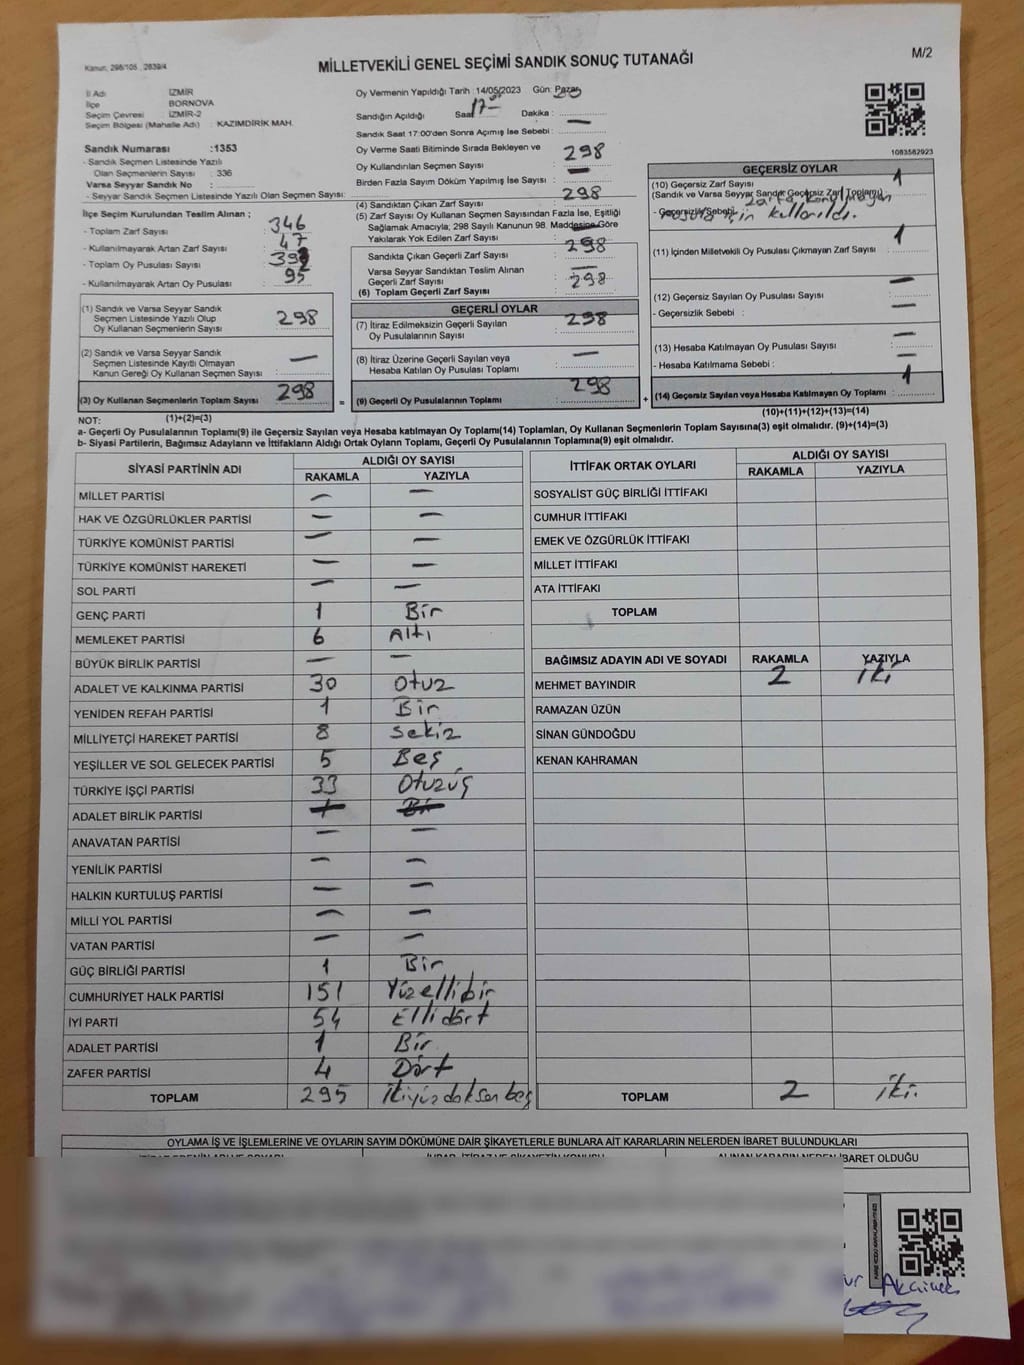 M/2
Kanun, 298/105 , 2839/4
MİLLETVEKİLİ GENEL SEÇİMİ SANDIK SONUÇ TUTANAĞI
İl Adı : İZMİR
İlçe : BORNOVA
Seçim Çevresi : İZMİR-2
Seçim Bölgesi (Mahalle Adı) : KAZIMDİRİK MAH.
Sandık Numarası :1353
- Sandık Seçmen Listesinde Yazılı
Olan Seçmenlerin Sayısı : 336
Varsa Seyyar Sandık No :
- Seyyar Sandık Seçmen Listesinde Yazılı Olan Seçmen Sayısı:
İlçe Seçim Kurulundan Teslim Alınan ;
- Toplam Zarf Sayısı : 346
- Kullanılmayarak Artan Zarf Sayısı : 47
- Toplam Oy Pusulası Sayısı :
- Kullanılmayarak Artan Oy Pusulası : 95
(1) Sandık ve Varsa Seyyar Sandık
Seçmen Listesinde Yazılı Olup
Oy Kullanan Seçmenlerin Sayısı : 298
(2) Sandık ve Varsa Seyyar Sandık
Seçmen Listesinde Kayıtlı Olmayan
Kanun Gereği Oy Kullanan Seçmen Sayısı : —
(3) Oy Kullanan Seçmenlerin Toplam Sayısı : 298
(1)+(2)=(3)
Oy Vermenin Yapıldığı Tarih : 14/05/2023 Gün : Pazar
Sandığın Açıldığı Saat 17- Dakika :
Sandık Saat 17:00'den Sonra Açımış İse Sebebi : —
Oy Verme Saati Bitiminde Sırada Bekleyen ve
Oy Kullandırılan Seçmen Sayısı : 298
Birden Fazla Sayım Döküm Yapılmış İse Sayısı : —
(4) Sandıktan Çıkan Zarf Sayısı : 298
(5) Zarf Sayısı Oy Kullanan Seçmen Sayısından Fazla İse, Eşitliği
Sağlamak Amacıyla; 298 Sayılı Kanunun 98. Maddesine Göre
Yakılarak Yok Edilen Zarf Sayısı : —
Sandıkta Çıkan Geçerli Zarf Sayısı : 298
Varsa Seyyar Sandıktan Teslim Alınan
Geçerli Zarf Sayısı : —
(6) Toplam Geçerli Zarf Sayısı : 298
GEÇERLİ OYLAR
(7) İtiraz Edilmeksizin Geçerli Sayılan
Oy Pusulalarının Sayısı : 298
(8) İtiraz Üzerine Geçerli Sayılan veya
Hesaba Katılan Oy Pusulası Toplamı : —
= (9) Geçerli Oy Pusulalarının Toplamı : 298
1083582923
GEÇERSİZ OYLAR
(10) Geçersiz Zarf Sayısı : 1
(Sandık ve Varsa Seyyar Sandık Geçersiz Zarf Toplamı)
- Geçersizlik Sebebi : zarfa konulmayan
için kullanıldı.
(11) İçinden Milletvekili Oy Pusulası Çıkmayan Zarf Sayısı : 1
(12) Geçersiz Sayılan Oy Pusulası Sayısı : —
- Geçersizlik Sebebi : —
(13) Hesaba Katılmayan Oy Pusulası Sayısı : —
- Hesaba Katılmama Sebebi : —
+ (14) Geçersiz Sayılan veya Hesaba Katılmayan Oy Toplamı : 1
(10)+(11)+(12)+(13)=(14)
NOT:
a- Geçerli Oy Pusulalarının Toplamı(9) ile Geçersiz Sayılan veya Hesaba katılmayan Oy Pusulası Toplamı(14) Toplamları, Oy Kullanan Seçmenlerin Toplam Sayısına(3) eşit olmalıdır. (9)+(14)=(3)
b- Siyasi Partilerin, Bağımsız Adayların ve İttifakların Aldığı Ortak Oyların Toplamı, Geçerli Oy Pusulalarının Toplamına(9) eşit olmalıdır.
SİYASİ PARTİNİN ADI ALDIĞI OY SAYISI
RAKAMLA YAZIYLA
MİLLET PARTİSİ — —
HAK VE ÖZGÜRLÜKLER PARTİSİ — —
TÜRKİYE KOMÜNİST PARTİSİ — —
TÜRKİYE KOMÜNİST HAREKETİ — —
SOL PARTİ — —
GENÇ PARTİ 1 Bir
MEMLEKET PARTİSİ 6 Altı
BÜYÜK BİRLİK PARTİSİ — —
ADALET VE KALKINMA PARTİSİ 30 Otuz
YENİDEN REFAH PARTİSİ 1 Bir
MİLLİYETÇİ HAREKET PARTİSİ 8 sekiz
YEŞİLLER VE SOL GELECEK PARTİSİ 5 Beş
TÜRKİYE İŞÇİ PARTİSİ 33 Otuzüç
ADALET BİRLİK PARTİSİ 1 Bir
ANAVATAN PARTİSİ — —
YENİLİK PARTİSİ — —
HALKIN KURTULUŞ PARTİSİ — —
MİLLİ YOL PARTİSİ — —
VATAN PARTİSİ — —
GÜÇ BİRLİĞİ PARTİSİ 1 Bir
CUMHURİYET HALK PARTİSİ 151 Yüzellibir
İYİ PARTİ 54 Ellidört
ADALET PARTİSİ 1 Bir
ZAFER PARTİSİ 4 Dört
TOPLAM 295 ikiyüzdoksanbeş
İTTİFAK ORTAK OYLARI ALDIĞI OY SAYISI
RAKAMLA YAZIYLA
SOSYALİST GÜÇ BİRLİĞİ İTTİFAKI
CUMHUR İTTİFAKI
EMEK VE ÖZGÜRLÜK İTTİFAKI
MİLLET İTTİFAKI
ATA İTTİFAKI
TOPLAM
BAĞIMSIZ ADAYIN ADI VE SOYADI RAKAMLA YAZIYLA
MEHMET BAYINDIR 2 iki
RAMAZAN ÜZÜN
SİNAN GÜNDOĞDU
KENAN KAHRAMAN
TOPLAM 2 iki.
OYLAMA İŞ VE İŞLEMLERİNE VE OYLARIN SAYIM DÖKÜMÜNE DAİR ŞİKAYETLERLE BUNLARA AİT KARARLARIN NELERDEN İBARET BULUNDUKLARI
ALINAN KARARIN NEDEN İBARET OLDUĞU